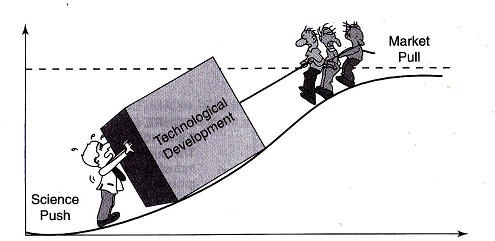 Market
Pull
Technological
Development
Science
Push